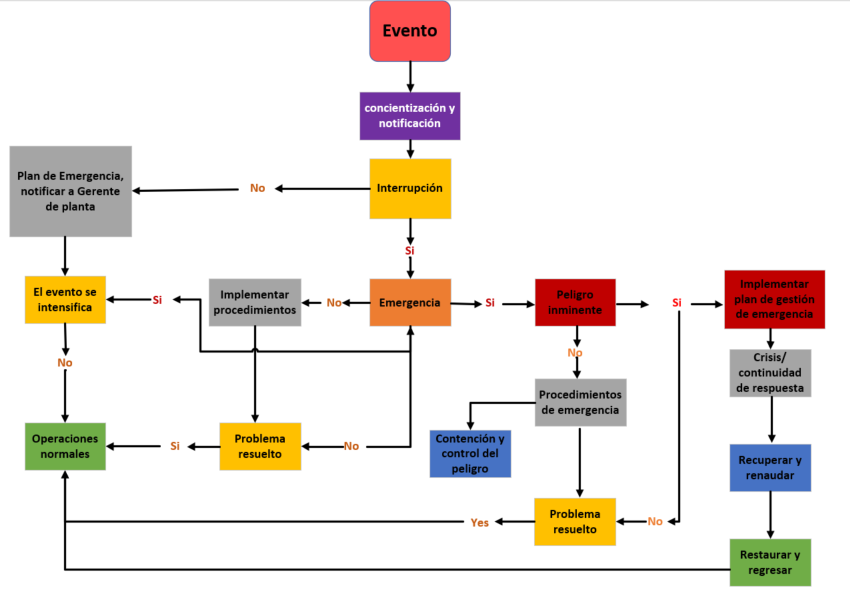 Evento
concientización y
notificación
Plan de Emergencia,
notificar a Gerente
de planta
No
Interrupción
Si
El evento se
intensifica
Si
Implementar
procedimientos
No
Emergencia
Si
Peligro
inminente
Si
Implementar
plan de gestión
de emergencia
No
No
Crisis/
continuidad
de respuesta
Procedimientos
de emergencia
Operaciones
normales
Si
Problema
resuelto
No
Contención y
control del
peligro
Recuperar y
renaudar
Yes
Problema
resuelto
No
Restaurar y
regresar